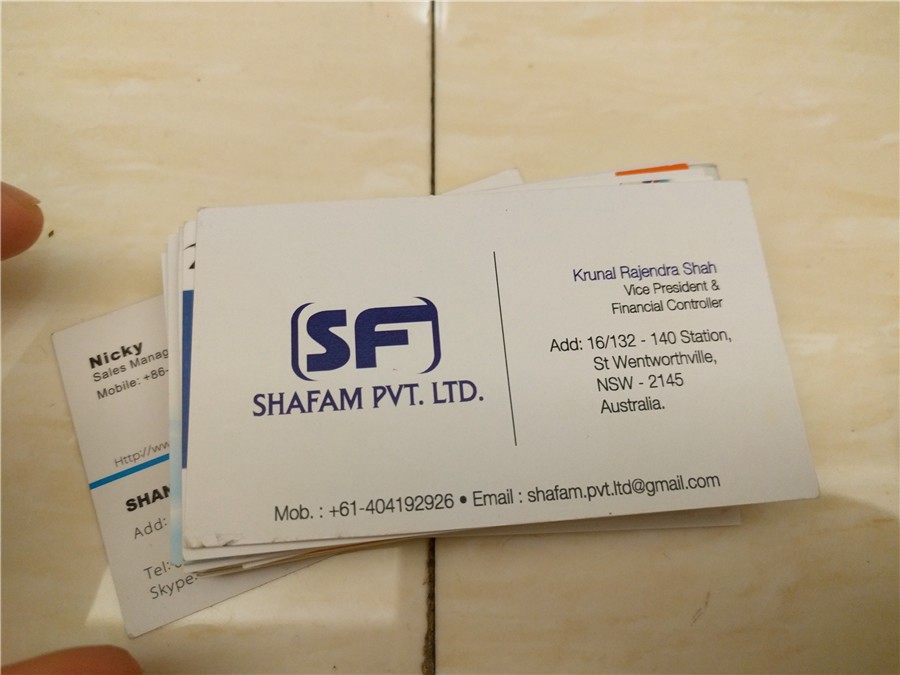 SF
SHAFAM PVT. LTD.
Krunal Rajendra Shah
Vice President &
Financial Controller
Add: 16/132 - 140 Station,
St Wentworthville,
NSW - 2145
Australia.
Mob. : +61-404192926 • Email : shafam.pvt.ltd@gmail.com
Nicky
Sales
Mobile: +86-
Http://ww
Add:
Tel:
Skype: